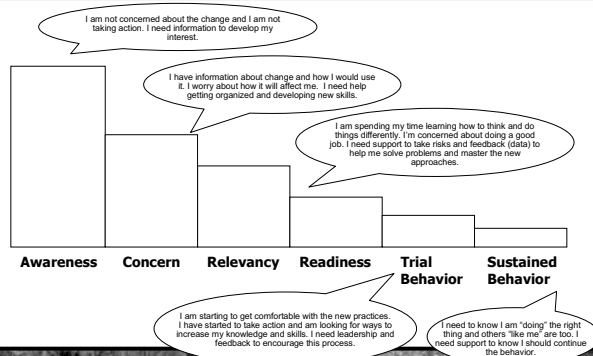 I am not concerned about the change and I am not
taking action. I need information to develop my
interest.
I have information about change and how I would use
it. I worry about how it will affect me. I need help
getting organized and developing new skills.
I am spending my time learning how to think and do
things differently. I'm concerned about doing a good
job. I need support to take risks and feedback (data) to
help me solve problems and master the new
approaches.
Awareness Concern Relevancy Readiness Trial Sustained
Behavior Behavior
I am starting to get comfortable with the new practices.
I have started to take action and am looking for ways to
increase my knowledge and skills. I need leadership and
feedback to encourage this process.
I need to know I am "doing" the right
thing and others "like me" are too. I
need support to know I should continue
the behavior.